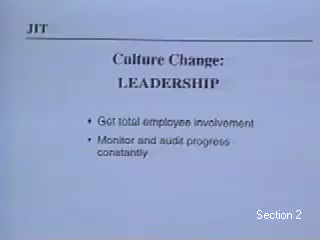 JIT
Culture Change:
LEADERSHIP
• Get total employee involvement
• Monitor and audit progress
constantly
Section 2